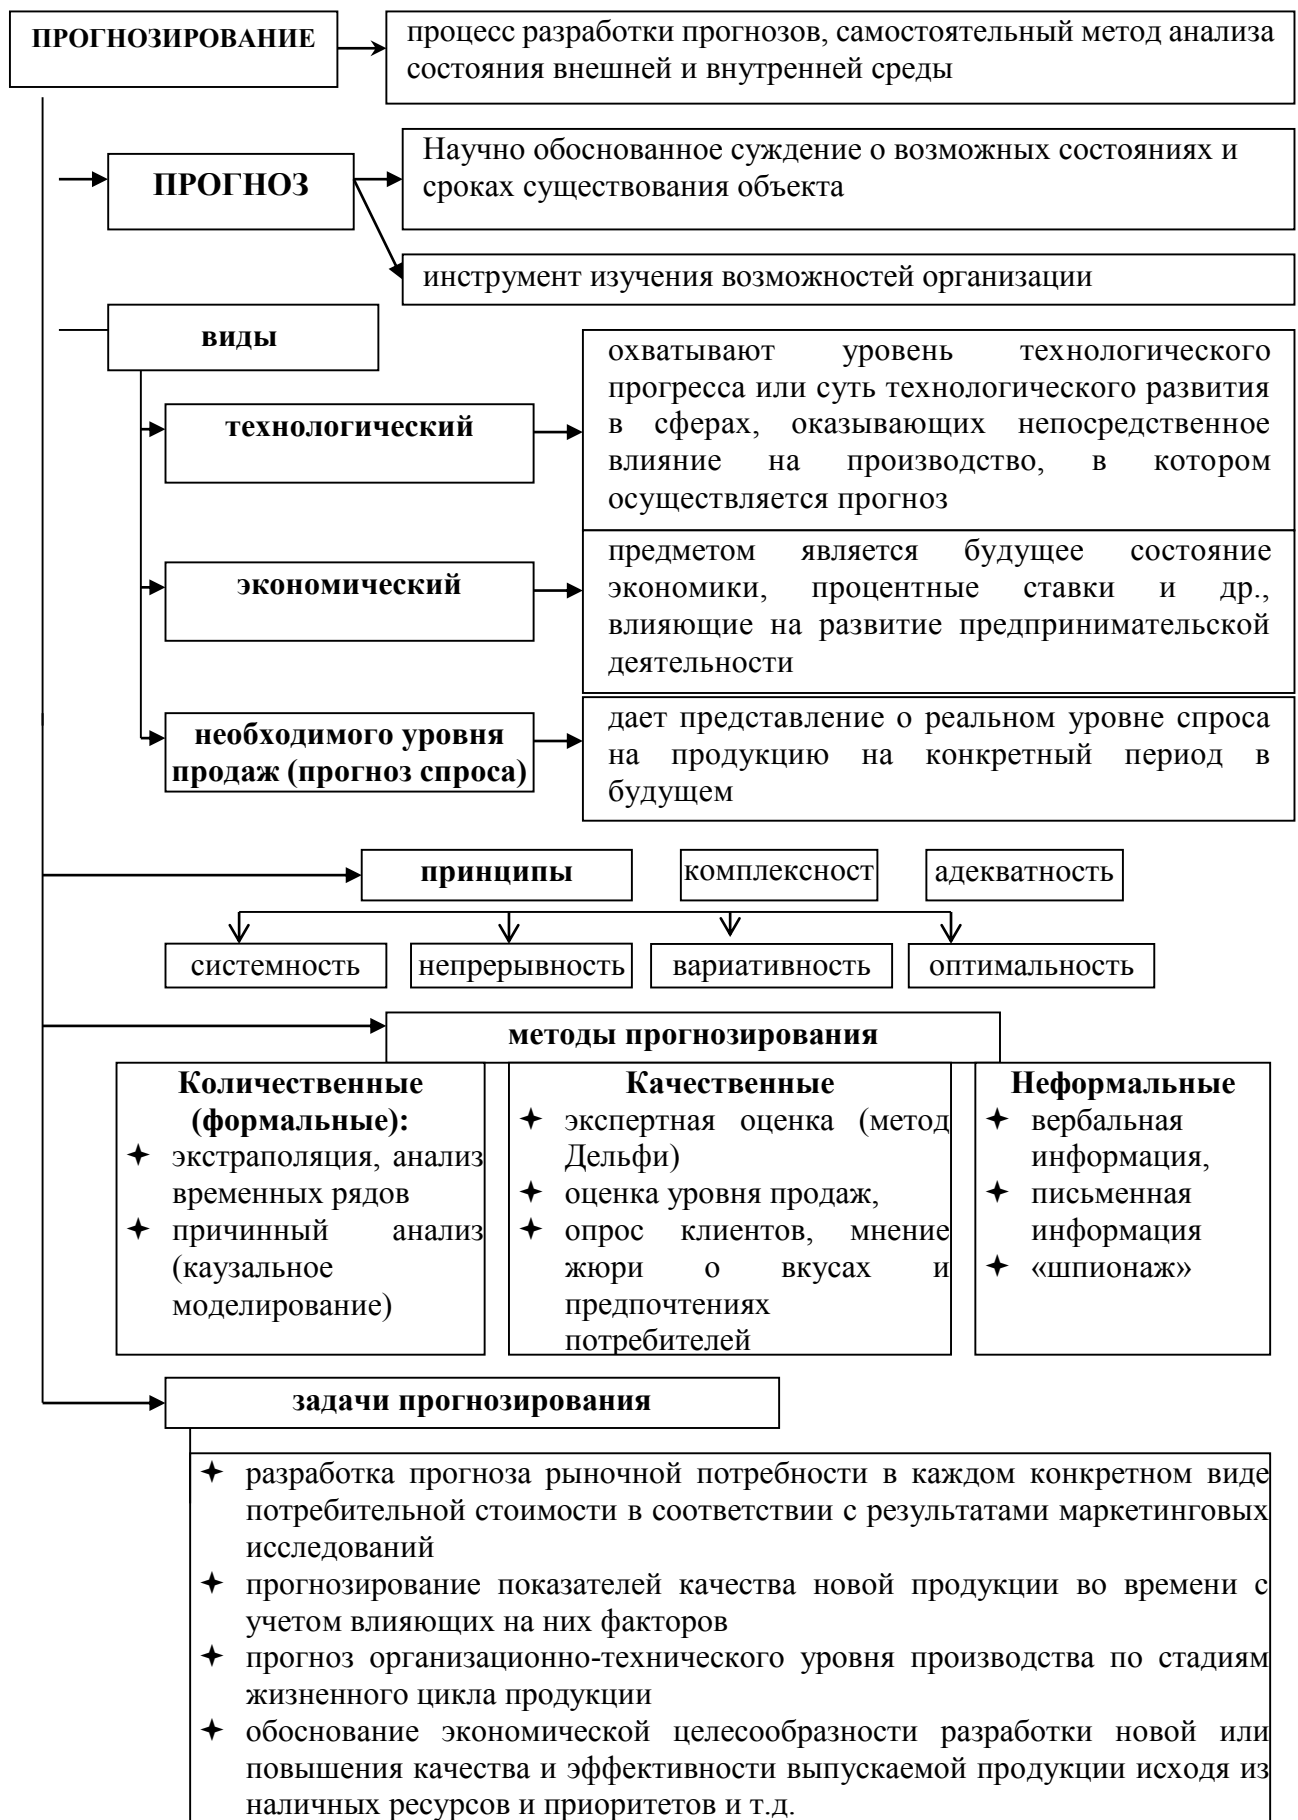 ПРОГНОЗИРОВАНИЕ
процесс разработки прогнозов, самостоятельный метод анализа
состояния внешней и внутренней среды
ПРОГНОЗ
Научно обоснованное суждение о возможных состояниях и
сроках существования объекта
инструмент изучения возможностей организации
виды
технологический
охватывают уровень технологического
прогресса или суть технологического развития
в сферах, оказывающих непосредственное
влияние на производство, в котором
осуществляется прогноз
экономический
предметом является будущее состояние
экономики, процентные ставки и др.,
влияющие на развитие предпринимательской
деятельности
необходимого уровня
продаж (прогноз спроса)
дает представление о реальном уровне спроса
на продукцию на конкретный период в
будущем
принципы
комплексност
адекватность
системность
непрерывность
вариативность
оптимальность
методы прогнозирования
Количественные
(формальные):
экстраполяция, анализ
временных рядов
причинный анализ
(каузальное
моделирование)
Качественные
экспертная оценка (метод
Дельфи)
оценка уровня продаж,
опрос клиентов, мнение
жюри о вкусах и
предпочтениях
потребителей
Неформальные
вербальная
информация,
письменная
информация
«шпионаж»
задачи прогнозирования
разработка прогноза рыночной потребности в каждом конкретном виде
потребительной стоимости в соответствии с результатами маркетинговых
исследований
прогнозирование показателей качества новой продукции во времени с
учетом влияющих на них факторов
прогноз организационно-технического уровня производства по стадиям
жизненного цикла продукции
обоснование экономической целесообразности разработки новой или
повышения качества и эффективности выпускаемой продукции исходя из
наличных ресурсов и приоритетов и т.д.